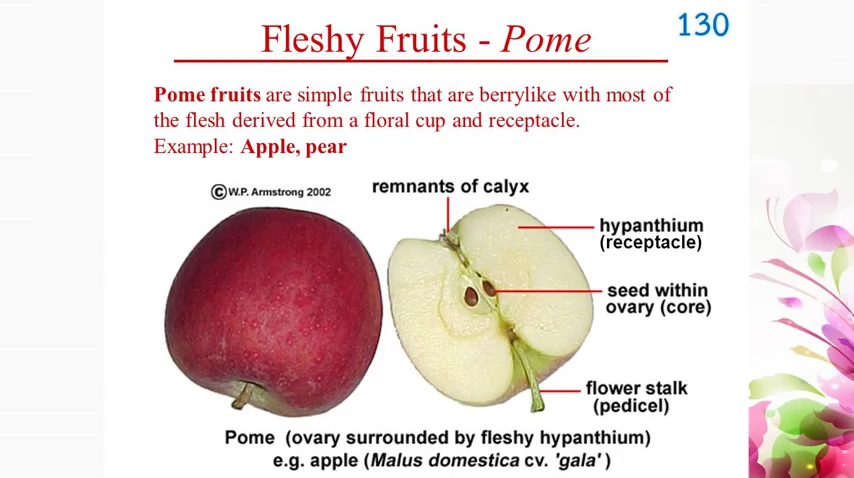 Fleshy Fruits - Pome
130
Pome fruits are simple fruits that are berrylike with most of
the flesh derived from a floral cup and receptacle.
Example: Apple, pear
©W.P. Armstrong 2002
remnants of calyx
hypanthium
(receptacle)
seed within
ovary (core)
flower stalk
(pedicel)
Pome (ovary surrounded by fleshy hypanthium)
e.g. apple (Malus domestica cv. 'gala' )